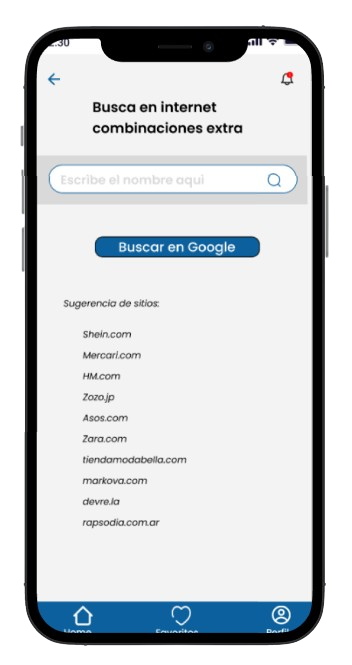 2:30
Busca en internet
combinaciones extra
Escribe el nombre aquí
Buscar en Google
Sugerencia de sitios:
Shein.com
Mercari.com
HM.com
Zozo.jp
Asos.com
Zara.com
tiendamodabella.com
markova.com
devre.la
rapsodia.com.ar
Home Favoritos Perfil